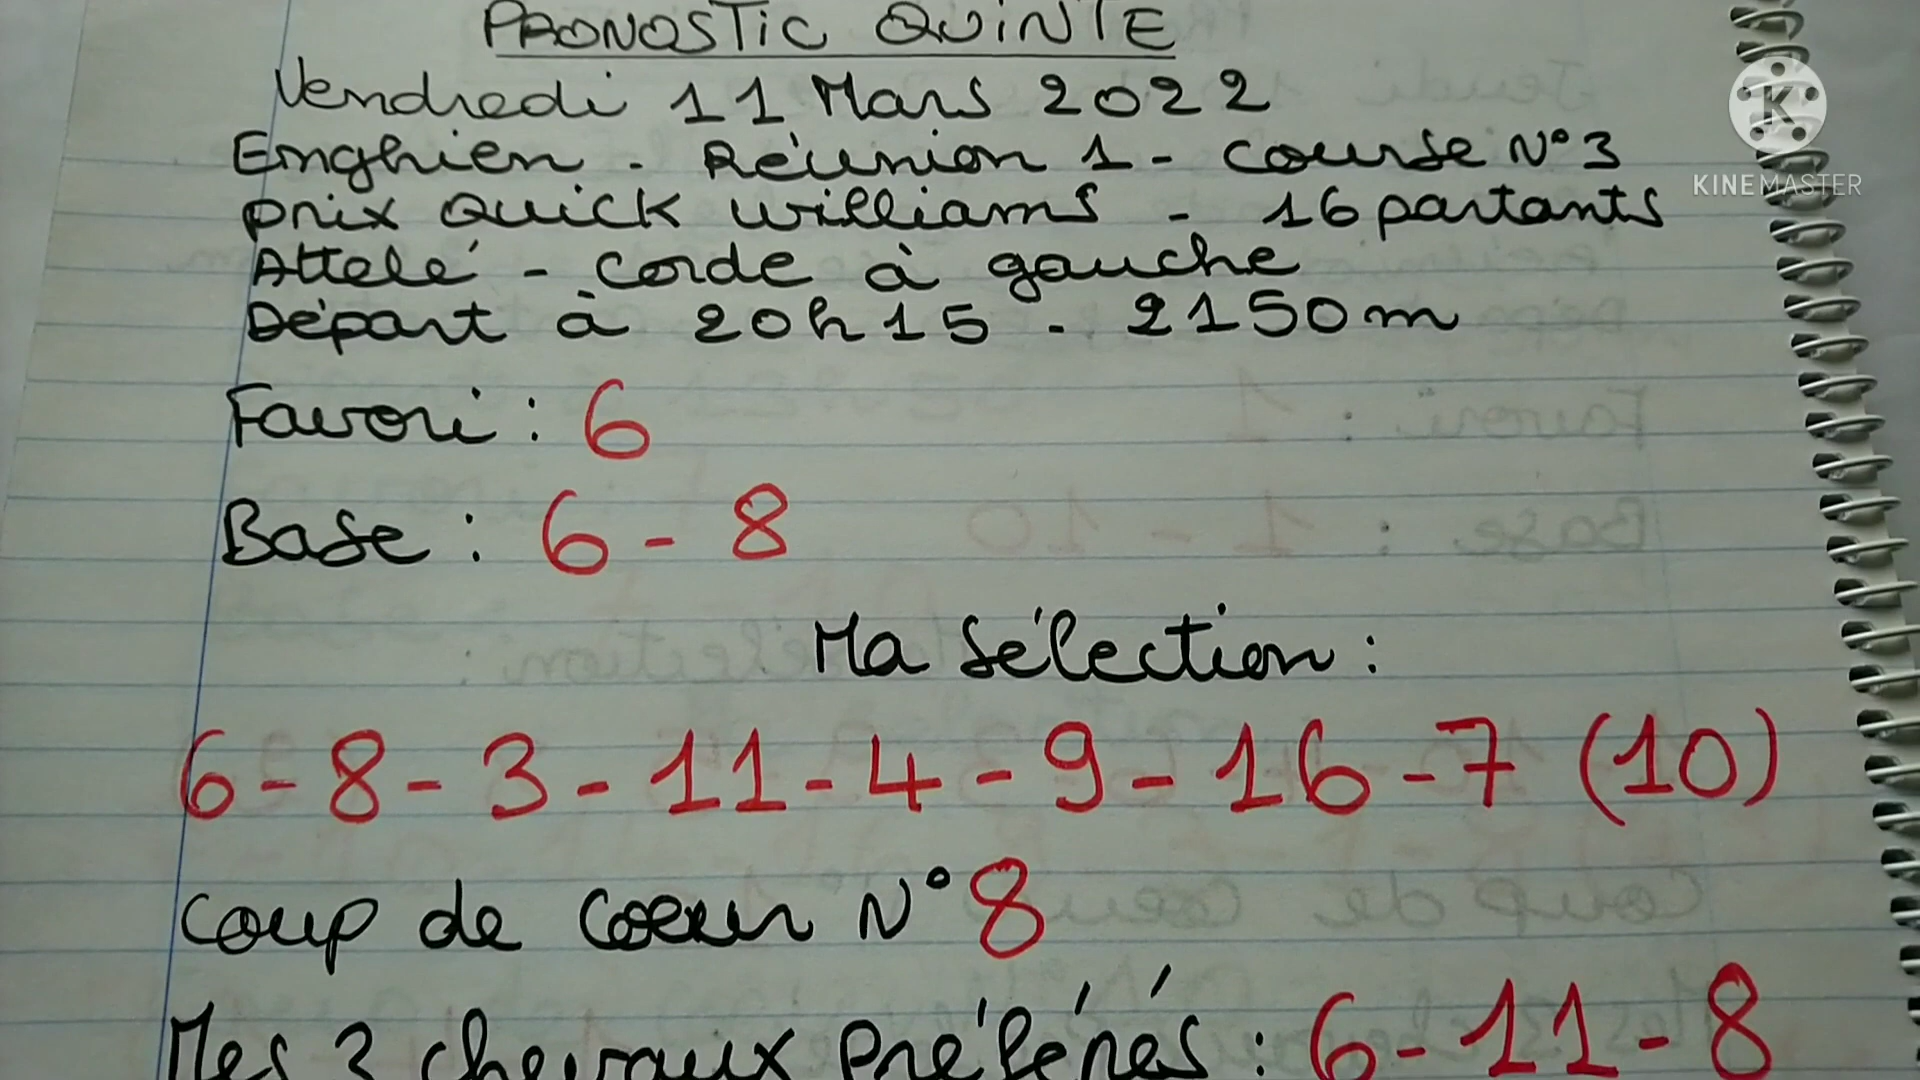 PRONOSTIC QUINTE
Vendredi 11 Mars 2022
Enghien - Réunion 1 - course N°3
prix Quick williams - 16 partants
Attelé - corde à gauche
Départ à 20h15 - 2150m
Favori : 6
Base : 6 - 8
Ma sélection :
6 - 8 - 3 - 11 - 4 - 9 - 16 - 7 (10)
coup de coeur N° 8
Mes 3 chevaux préférés : 6 - 11 - 8
KINEMASTER